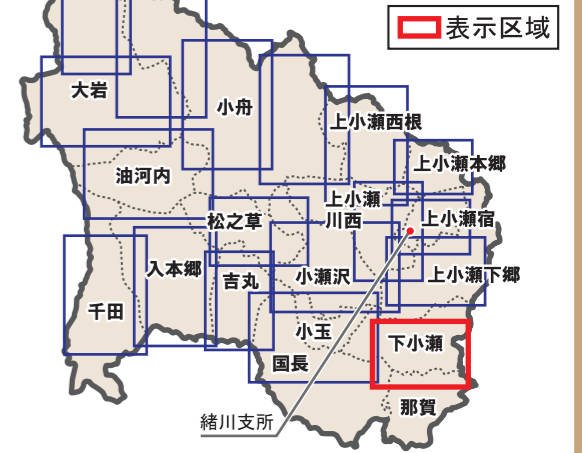 表示区域
大岩
小舟
上小瀬西根
上小瀬本郷
油河内
上小瀬
川西
上小瀬宿
松之草
入本郷
吉丸
小瀬沢
上小瀬下郷
千田
小玉
下小瀬
国長
那賀
緒川支所